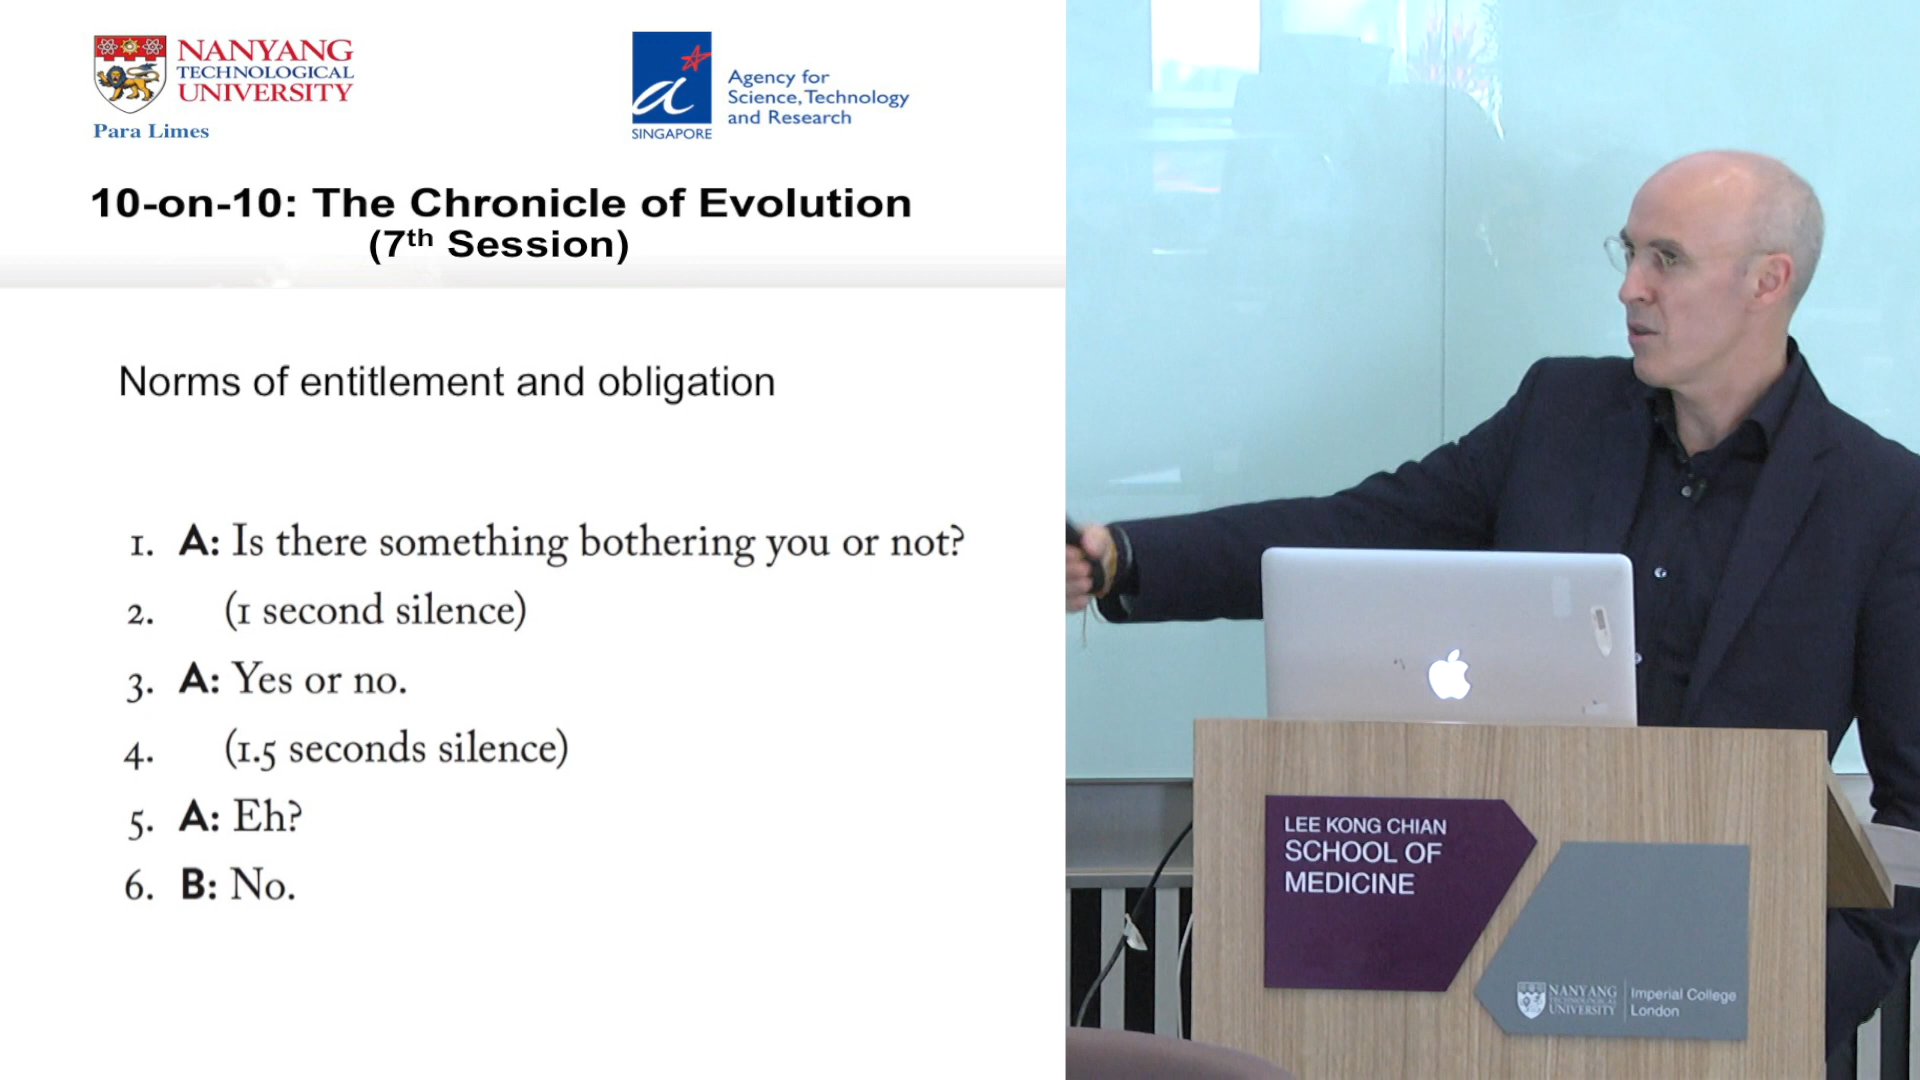 NANYANG
TECHNOLOGICAL
UNIVERSITY
Para Limes
SINGAPORE
Agency for
Science, Technology
and Research
10-on-10: The Chronicle of Evolution
(7th Session)
Norms of entitlement and obligation
1. A: Is there something bothering you or not?
2. (1 second silence)
3. A: Yes or no.
4. (1.5 seconds silence)
5. A: Eh?
6. B: No.
LEE KONG CHIAN
SCHOOL OF
MEDICINE
NANYANG
TECHNOLOGICAL
UNIVERSITY
Imperial College
London